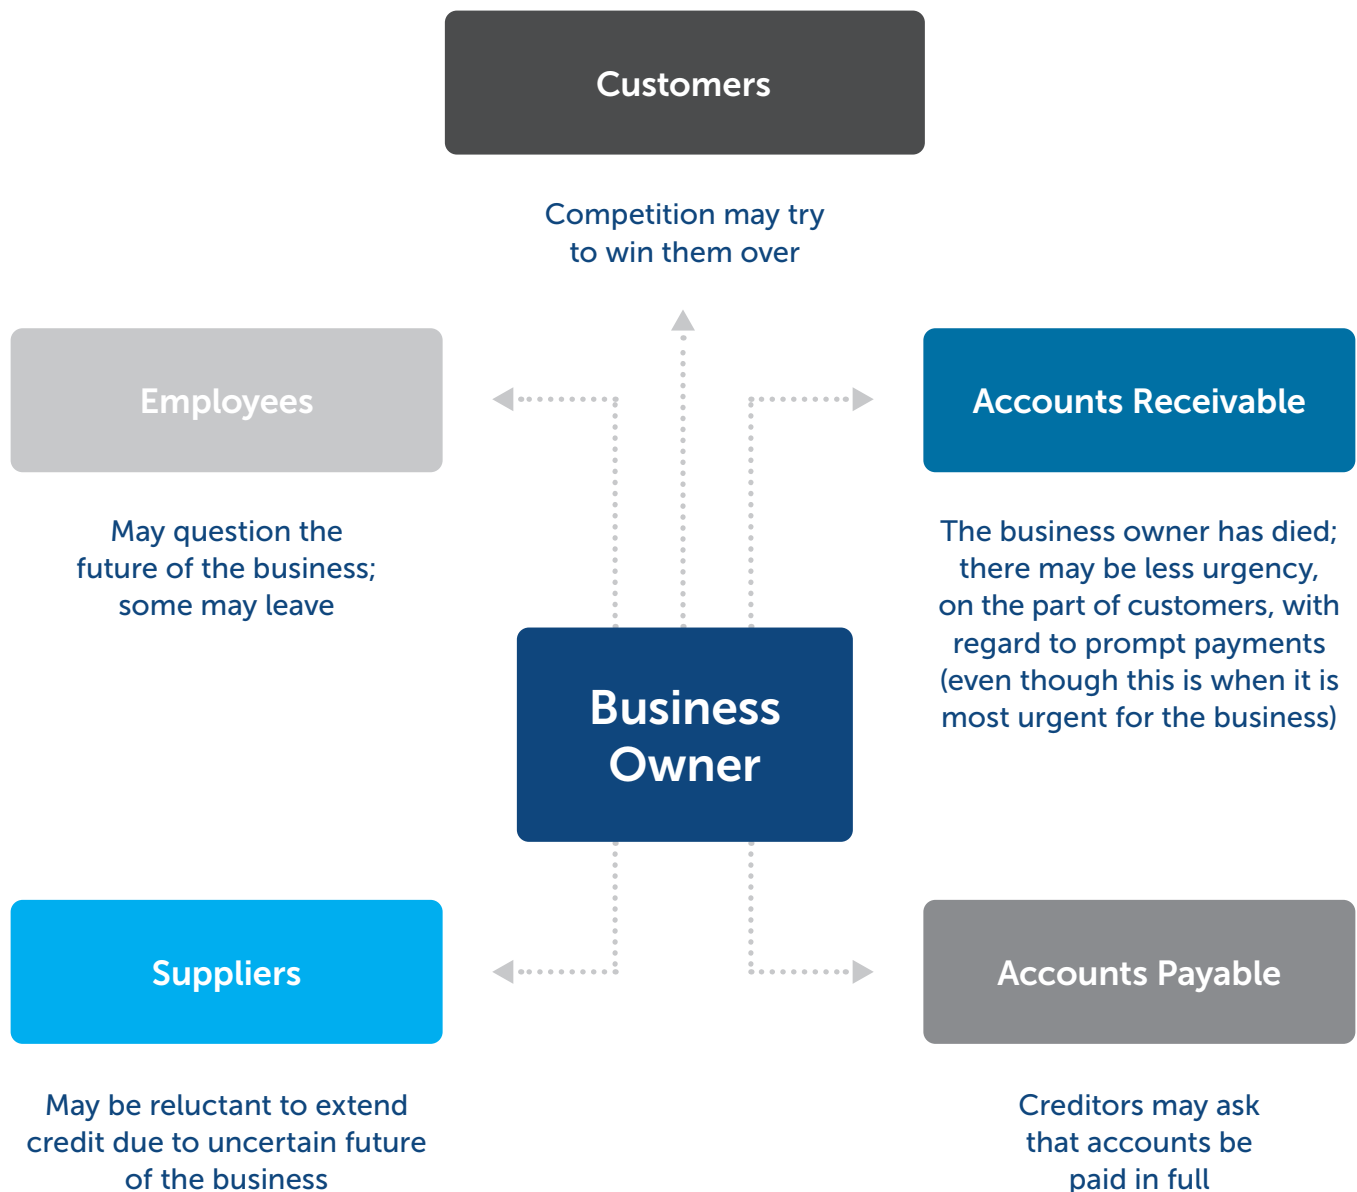 Customers
Competition may try
to win them over
Employees
May question the
future of the business;
some may leave
Accounts Receivable
The business owner has died;
there may be less urgency,
on the part of customers, with
regard to prompt payments
(even though this is when it is
most urgent for the business)
Business
Owner
Suppliers
May be reluctant to extend
credit due to uncertain future
of the business
Accounts Payable
Creditors may ask
that accounts be
paid in full